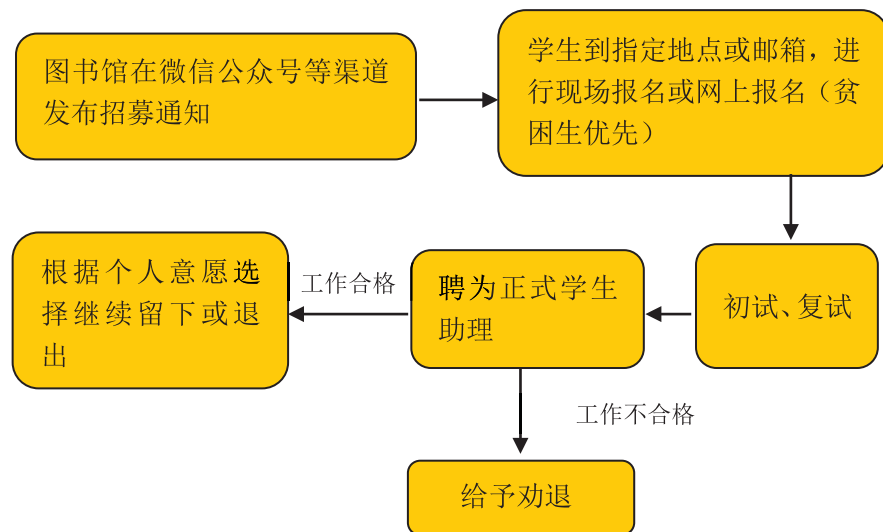 图书馆在微信公众号等渠道
发布招募通知
学生到指定地点或邮箱，进
行现场报名或网上报名（贫
困生优先）
初试、复试
聘为正式学生
助理
工作合格
根据个人意愿选
择继续留下或退
出
工作不合格
给予劝退